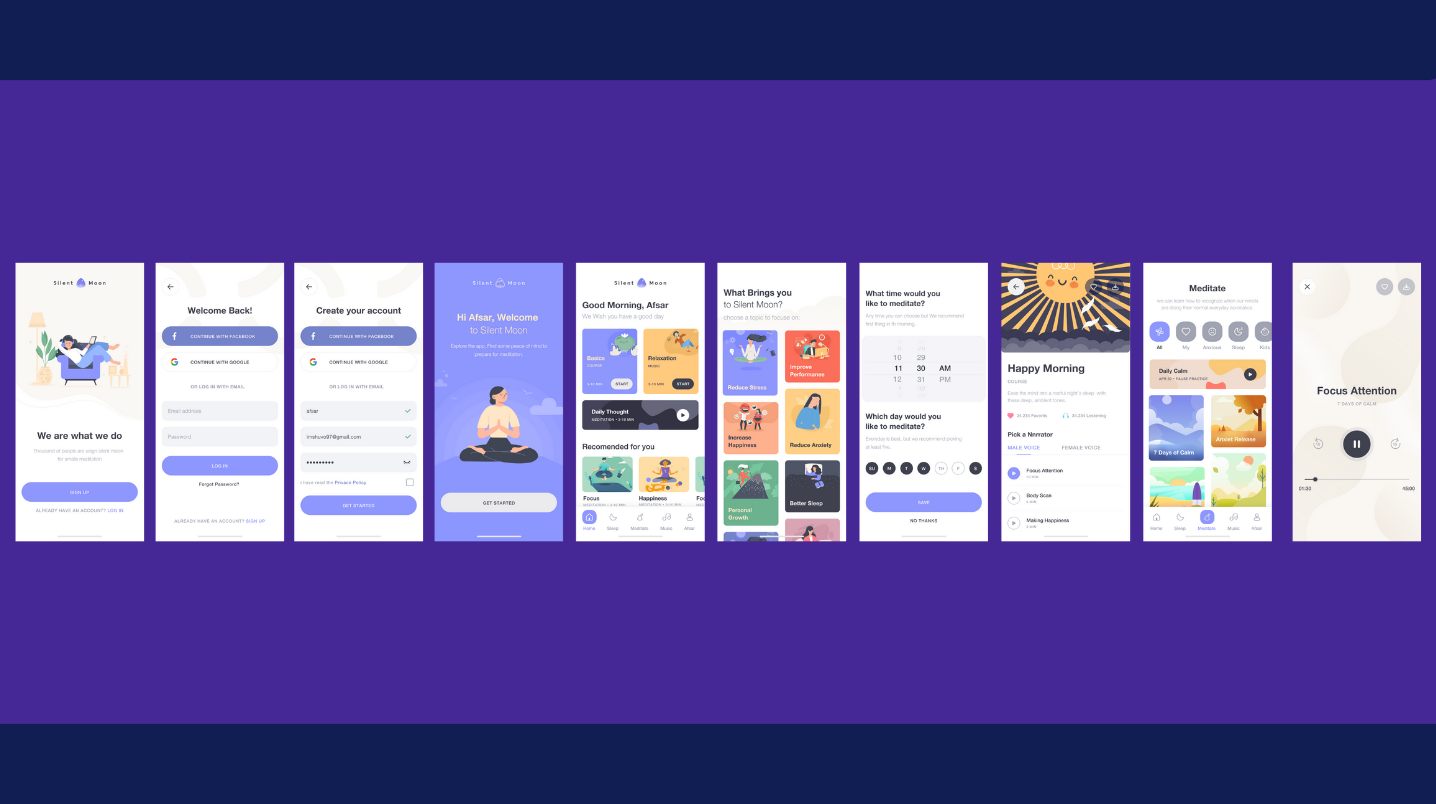 Silent Moon
We are what we do
Thousand of people are usign silent moon
for smalls meditation
SIGN UP
ALREADY HAVE AN ACCOUNT? LOG IN
Welcome Back!
CONTINUE WITH FACEBOOK
CONTINUE WITH GOOGLE
OR LOG IN WITH EMAIL
Email address
Password
LOG IN
Forgot Password?
ALREADY HAVE AN ACCOUNT? SIGN UP
Create your account
CONTINUE WITH FACEBOOK
CONTINUE WITH GOOGLE
OR LOG IN WITH EMAIL
afsar
imshuvo97@gmail.com
I have read the Privacy Policy
GET STARTED
Silent Moon
Hi Afsar, Welcome
to Silent Moon
Explore the app, Find some peace of mind to
prepare for meditation.
GET STARTED
Silent Moon
Good Morning, Afsar
We Wish you have a good day
Basics
COURSE
3-10 MIN
START
Relaxation
MUSIC
3-10 MIN
START
Daily Thought
MEDITATION • 3-10 MIN
Recomended for you
Focus
MEDITATION • 3-10 MIN
Happiness
MEDITATION • 3-10 MIN
Foc
Home
Sleep
Meditate
Music
Afsar
What Brings you
to Silent Moon?
choose a topic to focuse on:
Reduce Stress
Improve
Performance
Increase
Happiness
Reduce Anxiety
Personal
Growth
Better Sleep
What time would you
like to meditate?
Any time you can choose but We recommend
first thing in th morning.
10 29
11 30 AM
12 31 PM
Which day would you
like to meditate?
Everyday is best, but we recommend picking
at least five.
SU M T W TH F S
SAVE
NO THANKS
Happy Morning
COURSE
Ease the mind into a restful night's sleep with
these deep, amblent tones.
24.234 Favorits
34.234 Lestening
Pick a Nnrrator
MALE VOICE
FEMALE VOICE
Focus Attention
10 MIN
Body Scan
5 MIN
Making Happiness
3 MIN
Meditate
we can learn how to recognize when our minds
are doing their normal everyday acrobatics.
All
My
Anxious
Sleep
Kids
Daily Calm
APR 30 • PAUSE PRACTICE
7 Days of Calm
Anxiet Release
Home
Sleep
Meditate
Music
Afsar
Focus Attention
7 DAYS OF CALM
15
15
01:30
45:00